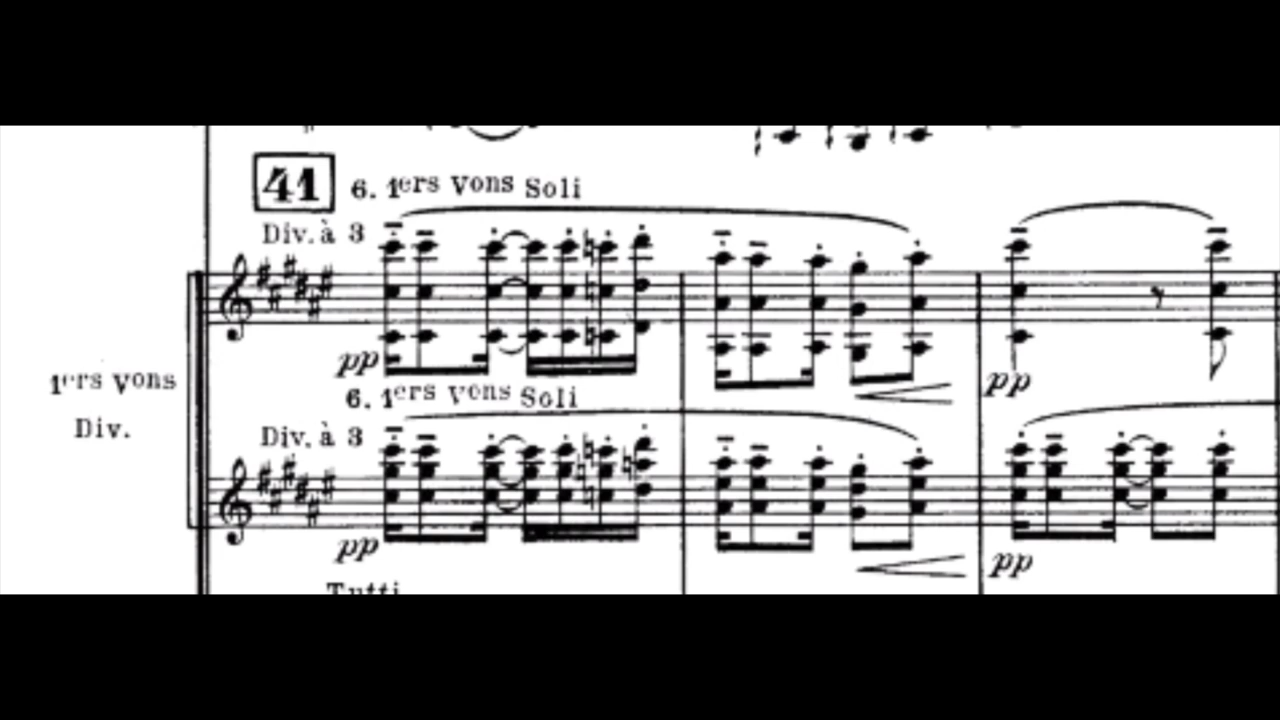 41
6. 1ers Vons Soli
Div. à 3
pp
1ers Vons
Div.
pp
6. 1ers Vons Soli
Div. à 3
pp
pp
Tutti